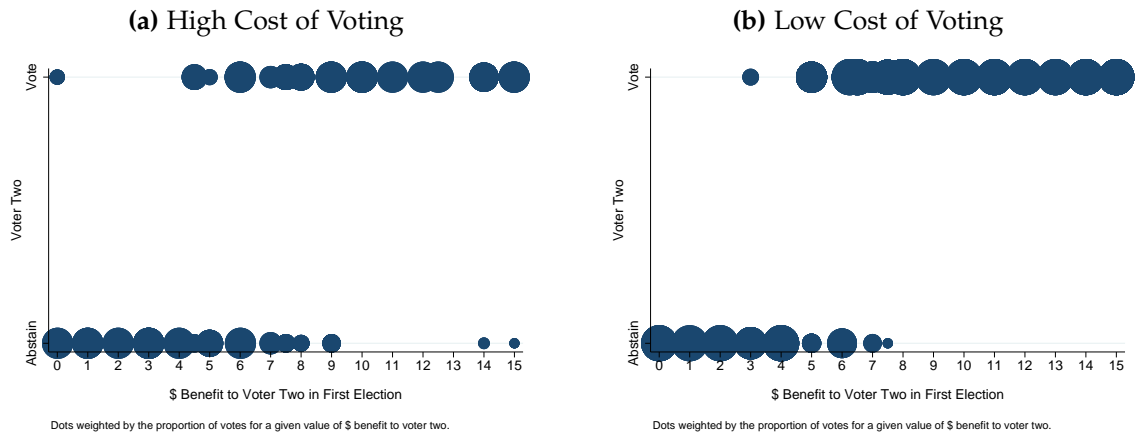 (a) High Cost of Voting
Vote
Voter Two
Abstain
0 1 2 3 4 5 6 7 8 9 10 11 12 13 14 15
$ Benefit to Voter Two in First Election
Dots weighted by the proportion of votes for a given value of $ benefit to voter two.
(b) Low Cost of Voting
Vote
Voter Two
Abstain
0 1 2 3 4 5 6 7 8 9 10 11 12 13 14 15
$ Benefit to Voter Two in First Election
Dots weighted by the proportion of votes for a given value of $ benefit to voter two.